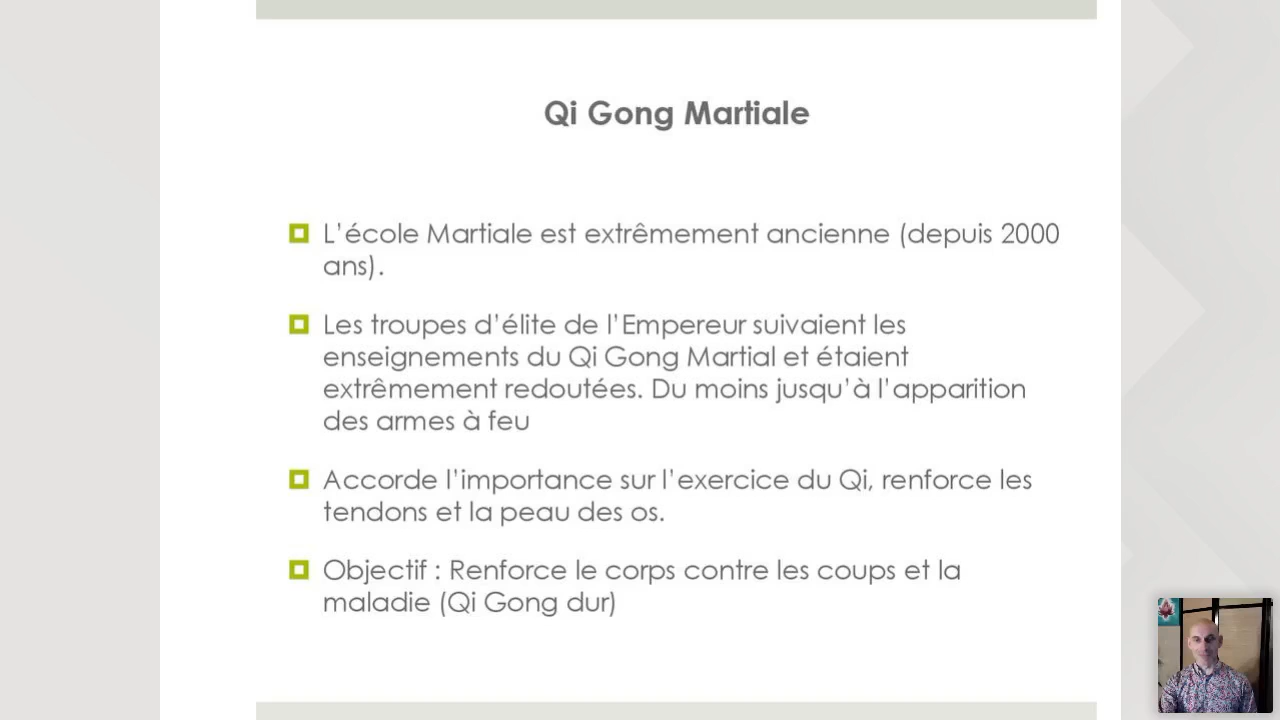 Qi Gong Martiale
L'école Martiale est extrêmement ancienne (depuis 2000
ans).
Les troupes d'élite de l'Empereur suivaient les
enseignements du Qi Gong Martial et étaient
extrêmement redoutées. Du moins jusqu'à l'apparition
des armes à feu
Accorde l'importance sur l'exercice du Qi, renforce les
tendons et la peau des os.
Objectif : Renforce le corps contre les coups et la
maladie (Qi Gong dur)